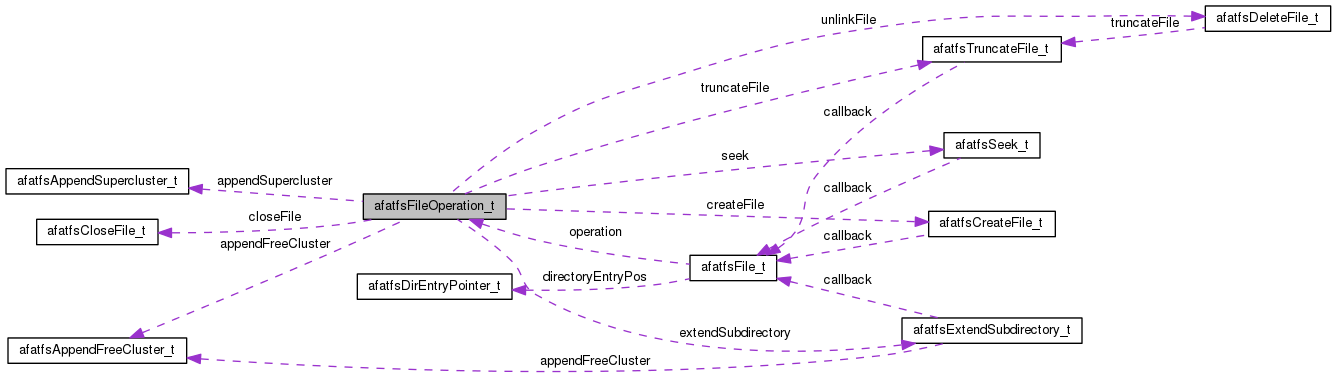 unlinkFile
afatfsDeleteFile_t
truncateFile
afatfsTruncateFile_t
truncateFile
callback
afatfsSeek_t
seek
afatfsAppendSupercluster_t
appendSupercluster
callback
afatfsFileOperation_t
createFile
closeFile
afatfsCreateFile_t
afatfsCloseFile_t
operation
callback
appendFreeCluster
afatfsFile_t
directoryEntryPos
callback
afatfsDirEntryPointer_t
extendSubdirectory
afatfsExtendSubdirectory_t
afatfsAppendFreeCluster_t
appendFreeCluster